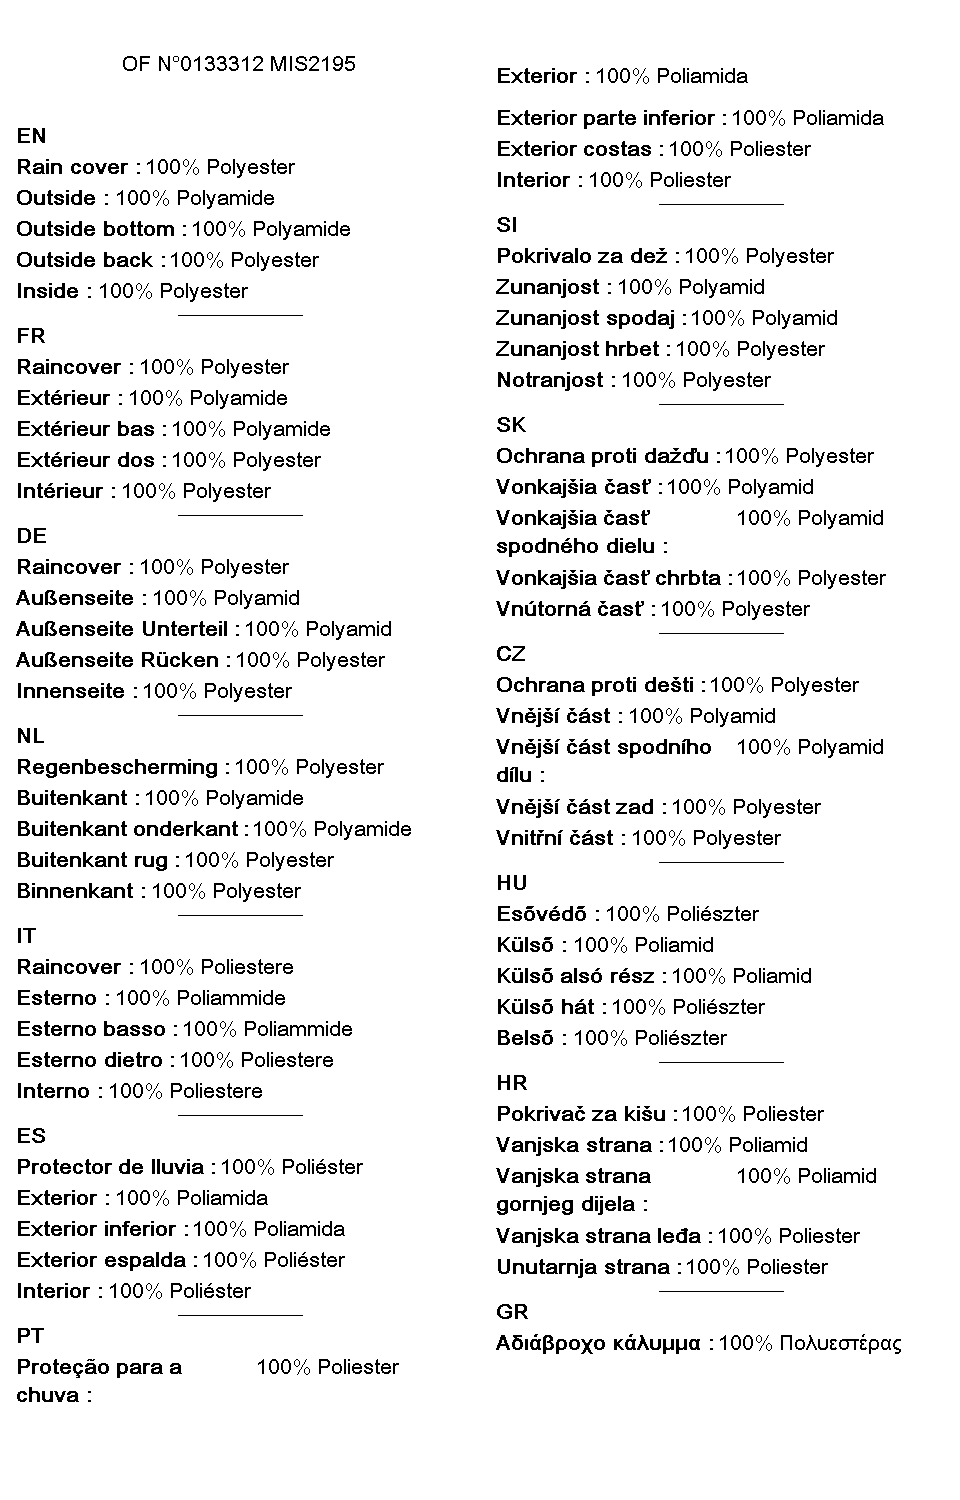 OF N°0133312 MIS2195
EN
Rain cover : 100% Polyester
Outside : 100% Polyamide
Outside bottom : 100% Polyamide
Outside back : 100% Polyester
Inside : 100% Polyester
FR
Raincover : 100% Polyester
Extérieur : 100% Polyamide
Extérieur bas : 100% Polyamide
Extérieur dos : 100% Polyester
Intérieur : 100% Polyester
DE
Raincover : 100% Polyester
Außenseite : 100% Polyamid
Außenseite Unterteil : 100% Polyamid
Außenseite Rücken : 100% Polyester
Innenseite : 100% Polyester
NL
Regenbescherming : 100% Polyester
Buitenkant : 100% Polyamide
Buitenkant onderkant : 100% Polyamide
Buitenkant rug : 100% Polyester
Binnenkant : 100% Polyester
IT
Raincover : 100% Poliestere
Esterno : 100% Poliammide
Esterno basso : 100% Poliammide
Esterno dietro : 100% Poliestere
Interno : 100% Poliestere
ES
Protector de lluvia : 100% Poliéster
Exterior : 100% Poliamida
Exterior inferior : 100% Poliamida
Exterior espalda : 100% Poliéster
Interior : 100% Poliéster
PT
Proteção para a 100% Poliester
chuva :
Exterior : 100% Poliamida
Exterior parte inferior : 100% Poliamida
Exterior costas : 100% Poliester
Interior : 100% Poliester
SI
Pokrivalo za dež : 100% Polyester
Zunanjost : 100% Polyamid
Zunanjost spodaj : 100% Polyamid
Zunanjost hrbet : 100% Polyester
Notranjost : 100% Polyester
SK
Ochrana proti dažďu : 100% Polyester
Vonkajšia časť : 100% Polyamid
Vonkajšia časť 100% Polyamid
spodného dielu :
Vonkajšia časť chrbta : 100% Polyester
Vnútorná časť : 100% Polyester
CZ
Ochrana proti dešti : 100% Polyester
Vnější část : 100% Polyamid
Vnější část spodního 100% Polyamid
dílu :
Vnější část zad : 100% Polyester
Vnitřní část : 100% Polyester
HU
Esõvédõ : 100% Poliészter
Külsõ : 100% Poliamid
Külsõ alsó rész : 100% Poliamid
Külsõ hát : 100% Poliészter
Belsõ : 100% Poliészter
HR
Pokrivač za kišu : 100% Poliester
Vanjska strana : 100% Poliamid
Vanjska strana 100% Poliamid
gornjeg dijela :
Vanjska strana leđa : 100% Poliester
Unutarnja strana : 100% Poliester
GR
Αδιάβροχο κάλυμμα : 100% Πολυεστέρας